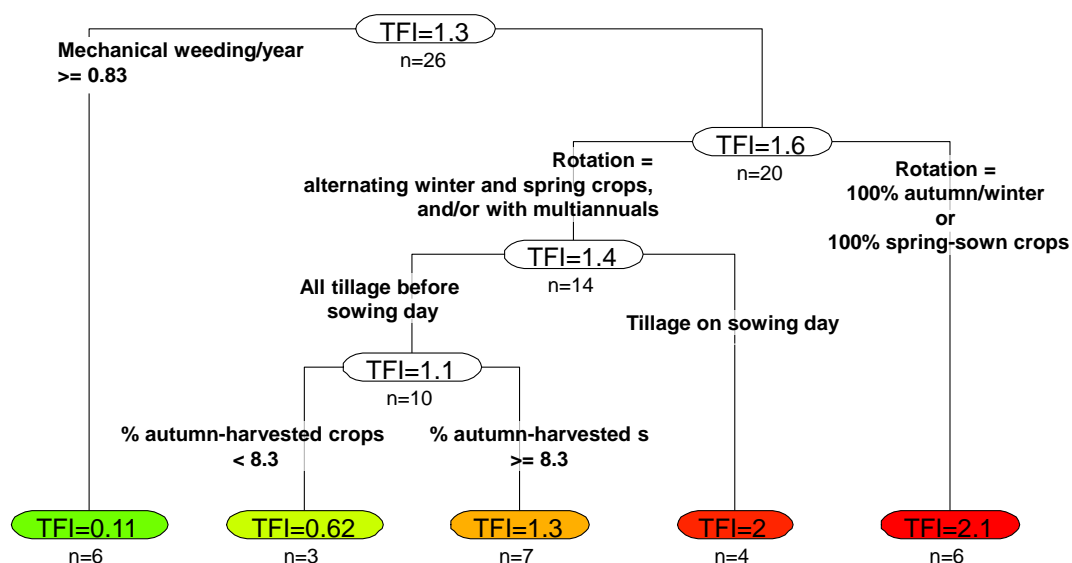 TFI=1.3
n=26
Mechanical weeding/year
>= 0.83
TFI=1.6
n=20
Rotation =
alternating winter and spring crops,
and/or with multiannuals
Rotation =
100% autumn/winter
or
100% spring-sown crops
TFI=1.4
n=14
All tillage before
sowing day
Tillage on sowing day
TFI=1.1
n=10
% autumn-harvested crops
< 8.3
% autumn-harvested s
>= 8.3
TFI=0.11
n=6
TFI=0.62
n=3
TFI=1.3
n=7
TFI=2
n=4
TFI=2.1
n=6